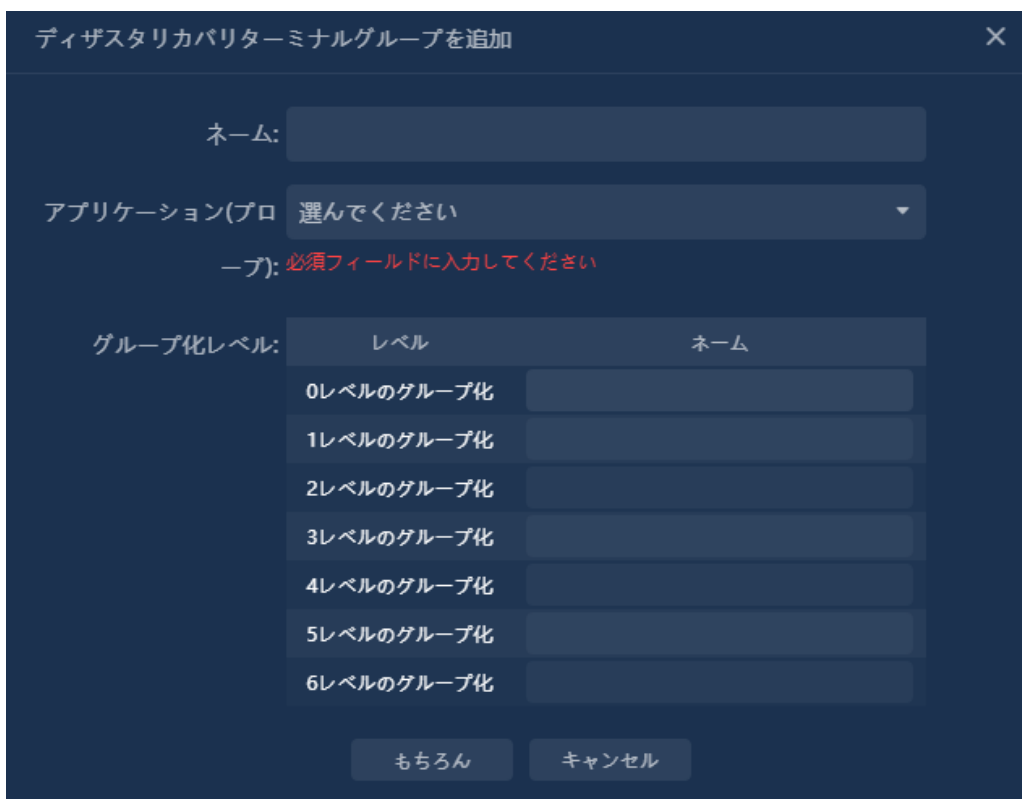 ディザスタリカバリターミナルグループを追加
ネーム:
アプリケーション(プロ 選んでください
ーブ): 必須フィールドに入力してください
グループ化レベル: レベル ネーム
0レベルのグループ化
1レベルのグループ化
2レベルのグループ化
3レベルのグループ化
4レベルのグループ化
5レベルのグループ化
6レベルのグループ化
もちろん キャンセル